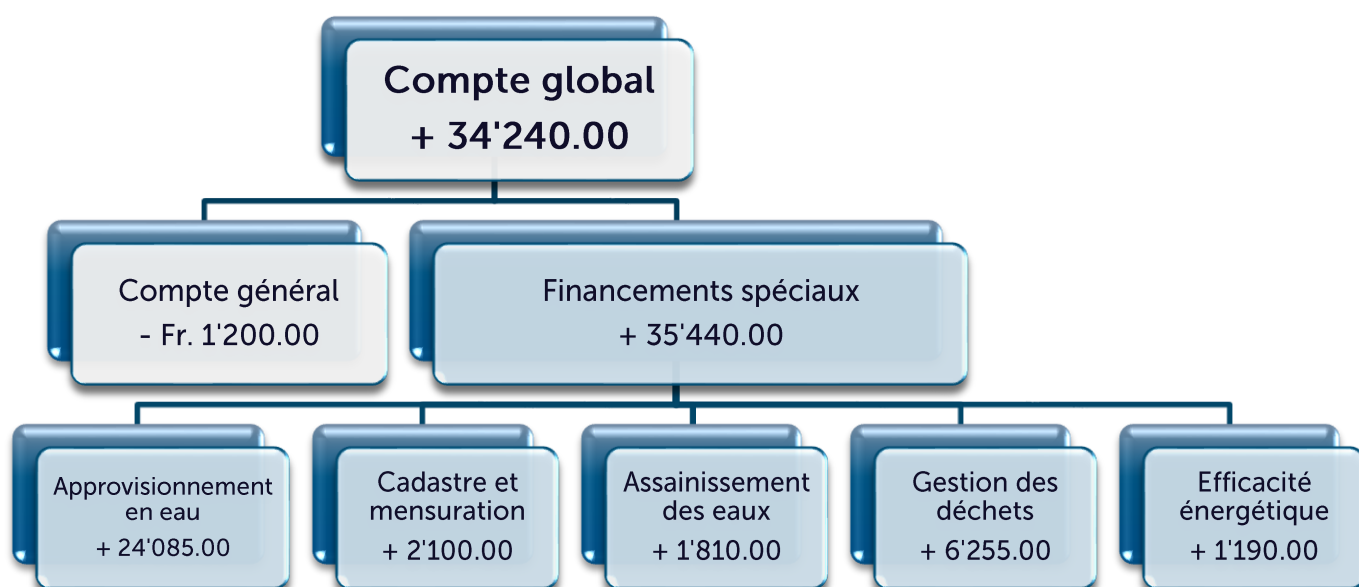 Compte global
+ 34'240.00
Compte général
- Fr. 1'200.00
Financements spéciaux
+ 35'440.00
Approvisionnement
en eau
+ 24'085.00
Cadastre et
mensuration
+ 2'100.00
Assainissement
des eaux
+ 1'810.00
Gestion des
déchets
+ 6'255.00
Efficacité
énergétique
+ 1'190.00